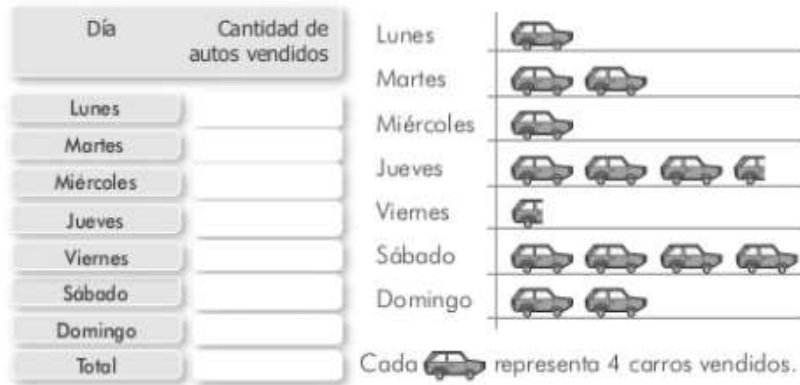 Día
Cantidad de
autos vendidos
Lunes
Martes
Miércoles
Jueves
Viernes
Sábado
Domingo
Total
Lunes
Martes
Miércoles
Jueves
Viernes
Sábado
Domingo
Cada representa 4 carros vendidos.